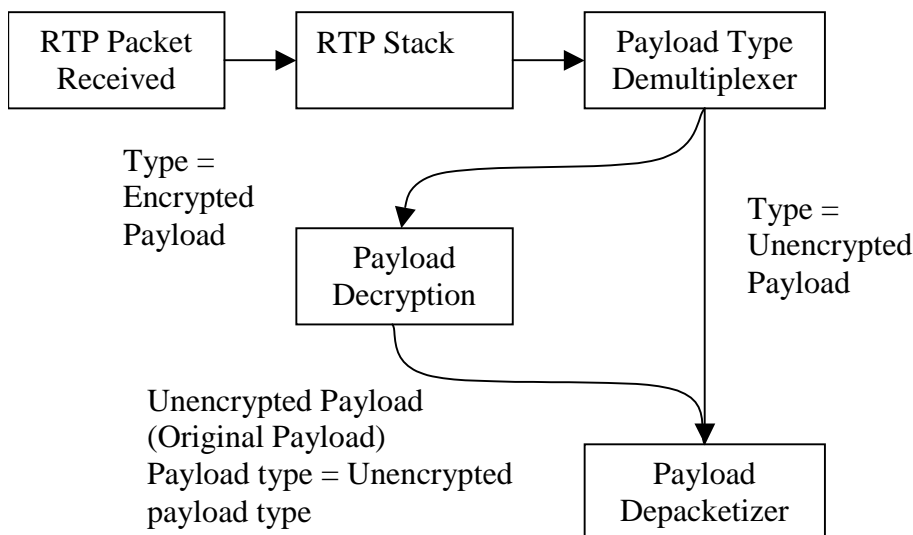 RTP Packet
Received
RTP Stack
Payload Type
Demultiplexer
Type =
Encrypted
Payload
Type =
Unencrypted
Payload
Payload
Decryption
Unencrypted Payload
(Original Payload)
Payload type = Unencrypted
payload type
Payload
Depacketizer